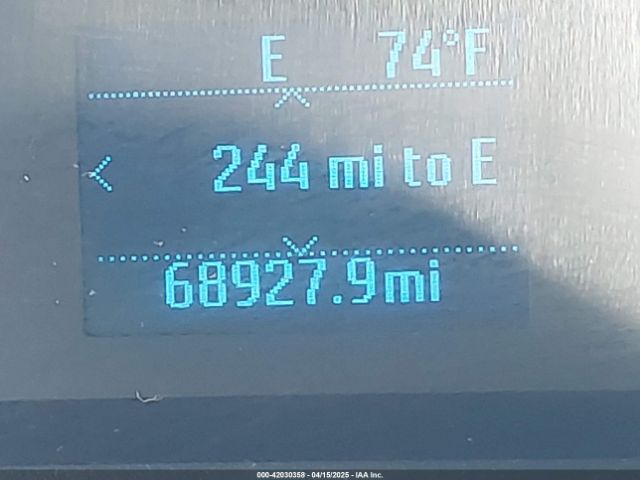 E 74°F
244 mi to E
68927.9mi
000-42030358 - 04/15/2025 - IAA Inc.